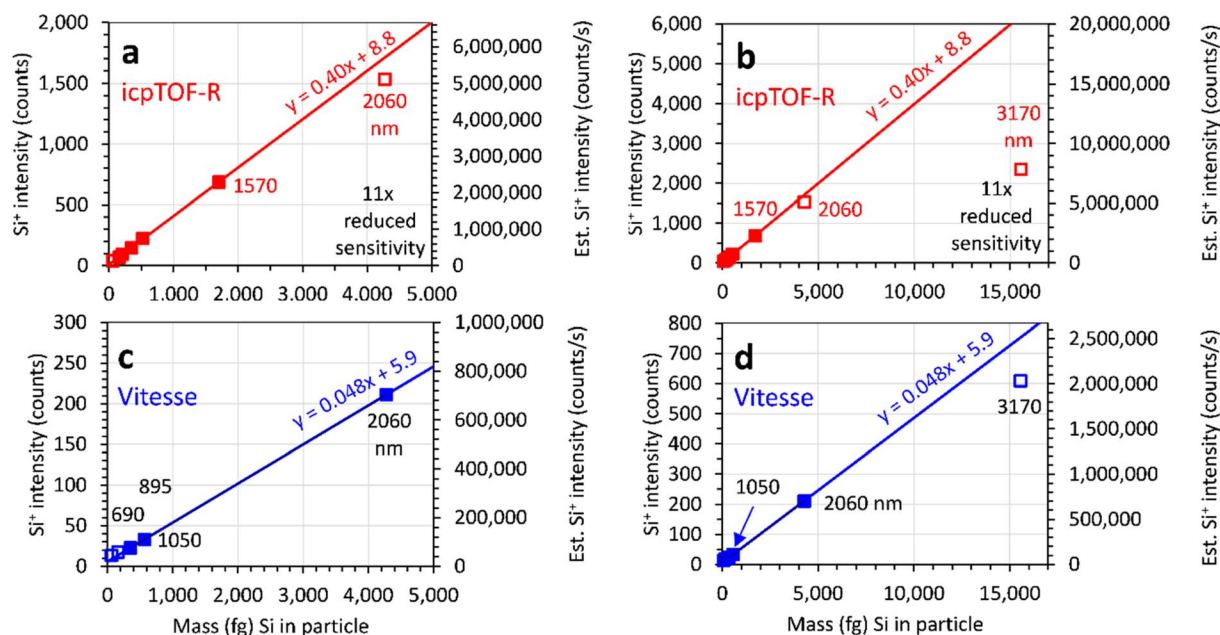 a
icpTOF-R
y = 0.40x + 8.8
2060
nm
1570
11x
reduced
sensitivity
Si⁺ intensity (counts)
2,000
1,500
1,000
500
0
Est. Si⁺ intensity (counts/s)
6,000,000
5,000,000
4,000,000
3,000,000
2,000,000
1,000,000
0
0 1.000 2.000 3.000 4.000 5.000
b
icpTOF-R
y = 0.40x + 8.8
3170
nm
1570
2060
11x
reduced
sensitivity
Si⁺ intensity (counts)
6,000
5,000
4,000
3,000
2,000
1,000
0
Est. Si⁺ intensity (counts/s)
20,000,000
15,000,000
10,000,000
5,000,000
0
0 5,000 10,000 15,000
c
Vitesse
y = 0.048x + 5.9
2060
nm
895
690
1050
Si⁺ intensity (counts)
300
250
200
150
100
50
0
Est. Si⁺ intensity (counts/s)
1,000,000
800,000
600,000
400,000
200,000
0
0 1,000 2,000 3,000 4,000 5,000
Mass (fg) Si in particle
d
Vitesse
y = 0.048x + 5.9
3170
1050
2060 nm
Si⁺ intensity (counts)
800
700
600
500
400
300
200
100
0
Est. Si⁺ intensity (counts/s)
2,500,000
2,000,000
1,500,000
1,000,000
500,000
0
0 5,000 10,000 15,000
Mass (fg) Si in particle